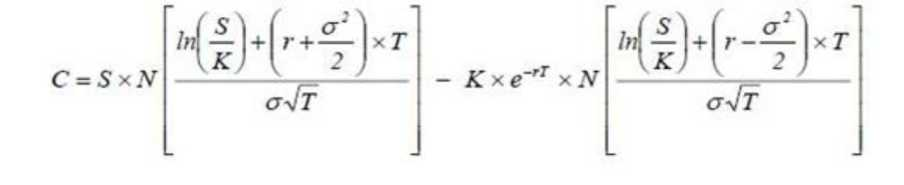 C = S × N [ (ln(S/K) + (r + σ²/2) × T) / (σ√T) ] − K × e^(−rT) × N [ (ln(S/K) + (r − σ²/2) × T) / (σ√T) ]